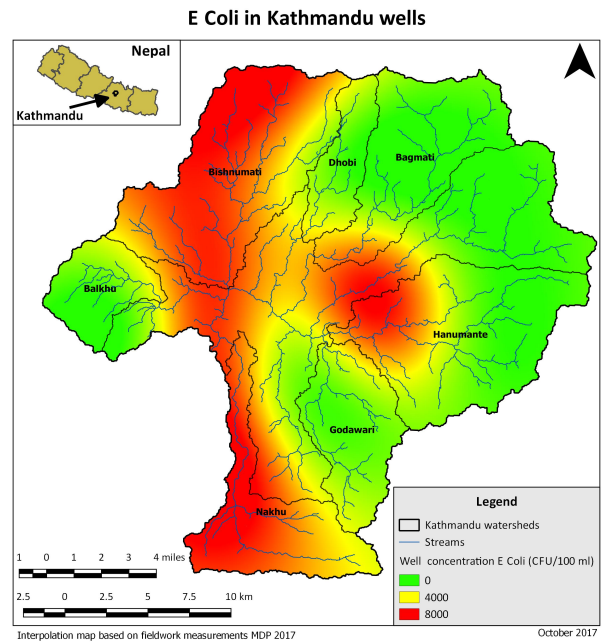 E Coli in Kathmandu wells
Nepal
Kathmandu
Bishnumati
Dhobi
Bagmati
Balkhu
Hanumante
Godawari
Nakhu
Legend
Kathmandu watersheds
Streams
Well concentration E Coli (CFU/100 ml)
0
4000
8000
1 0 1 2 3 4 miles
2.5 0 2.5 5 7.5 10 km
Interpolation map based on fieldwork measurements MDP 2017
October 2017